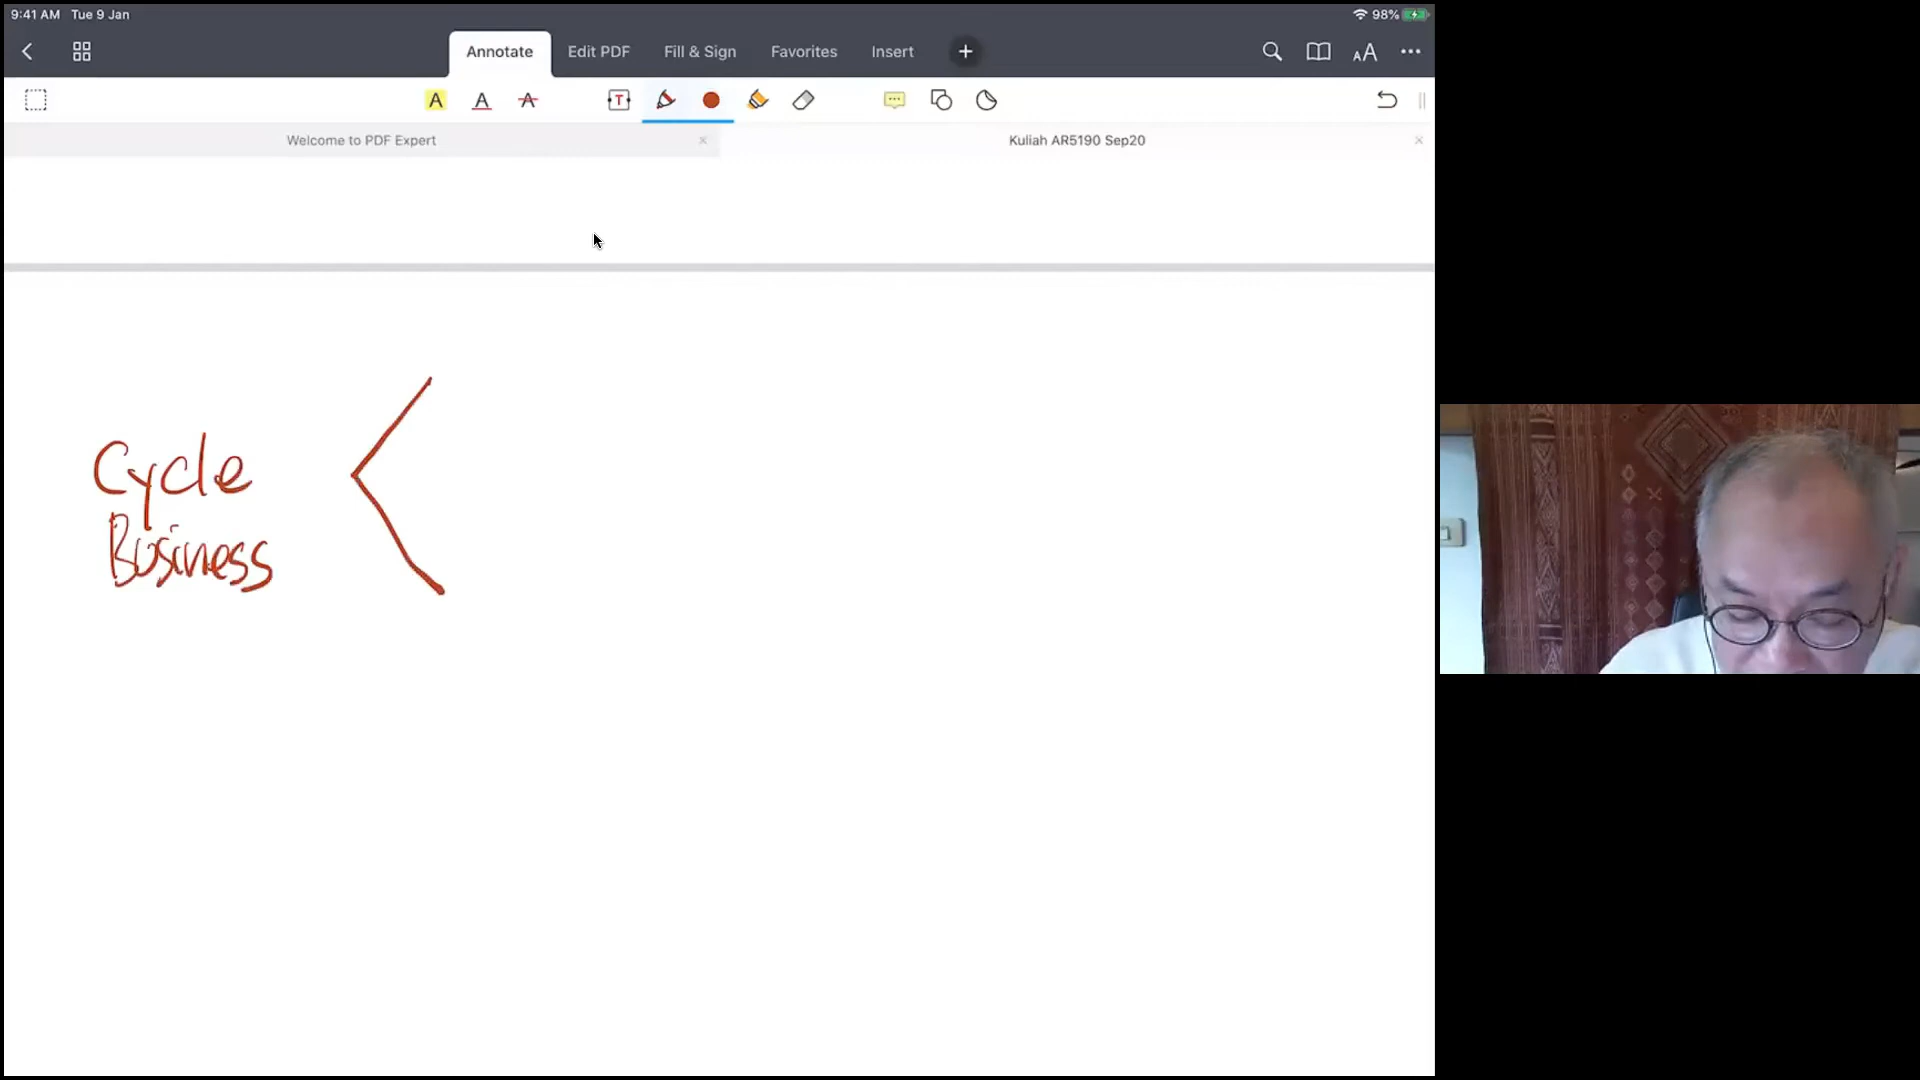 9:41 AM Tue 9 Jan 98%
Annotate Edit PDF Fill & Sign Favorites Insert AA
A A A T
Welcome to PDF Expert Kuliah AR5190 Sep20
Cycle
Business